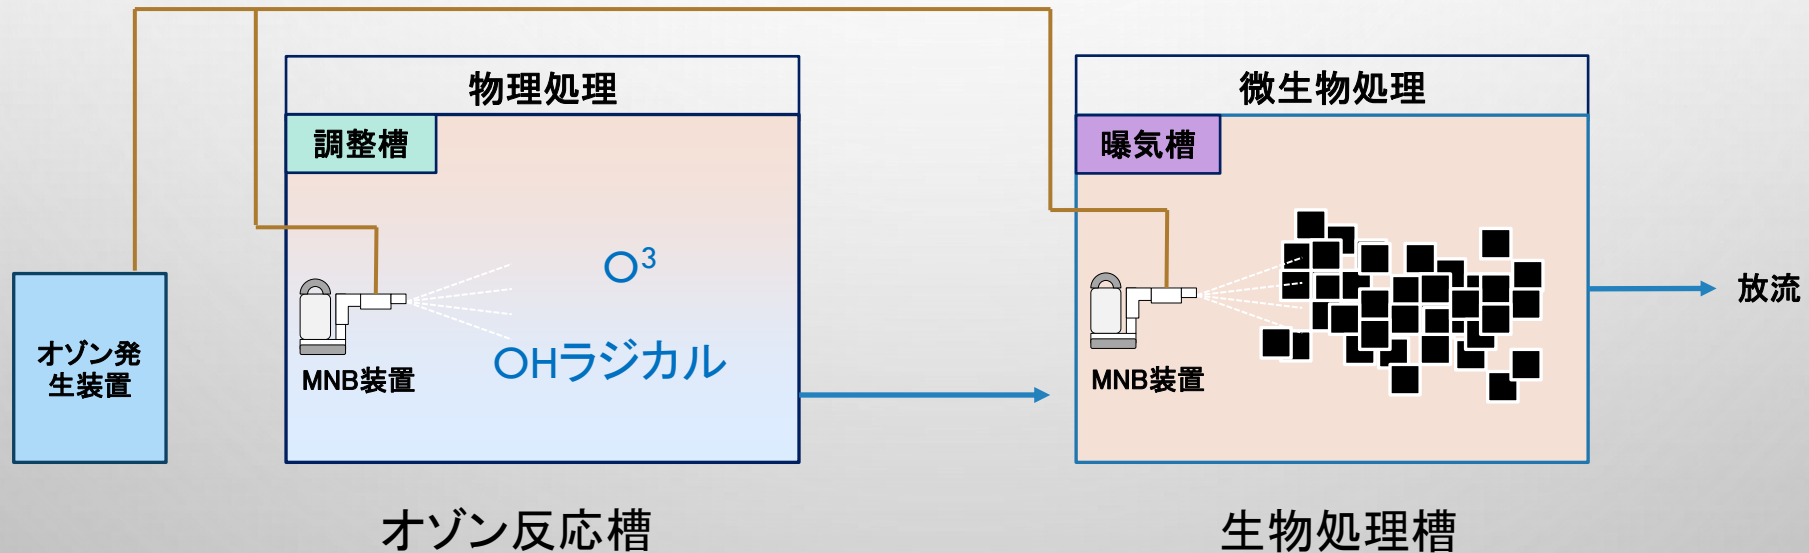 物理処理
調整槽
O³
OHラジカル
MNB装置
オゾン発
生装置
オゾン反応槽
微生物処理
曝気槽
MNB装置
放流
生物処理槽